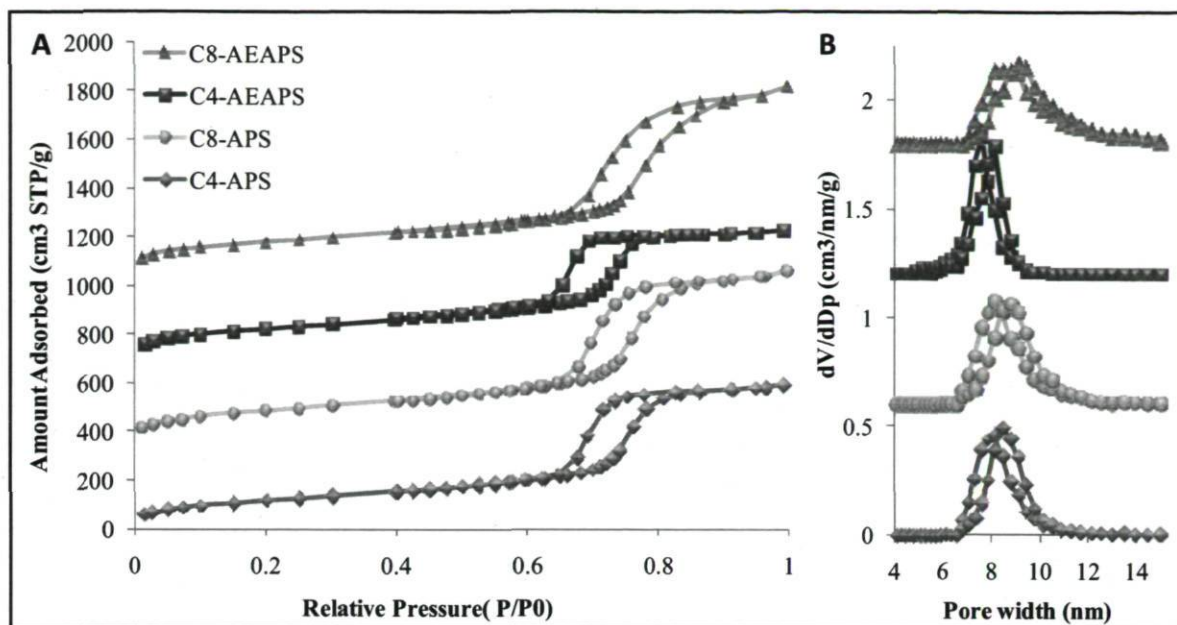 A
C8-AEAPS
C4-AEAPS
C8-APS
C4-APS
Amount Adsorbed (cm3 STP/g)
2000
1800
1600
1400
1200
1000
800
600
400
200
0
0
0.2
0.4
0.6
0.8
1
Relative Pressure( P/P0)
B
dV/dDp (cm3/nm/g)
2
1.5
1
0.5
0
4
6
8
10
12
14
Pore width (nm)